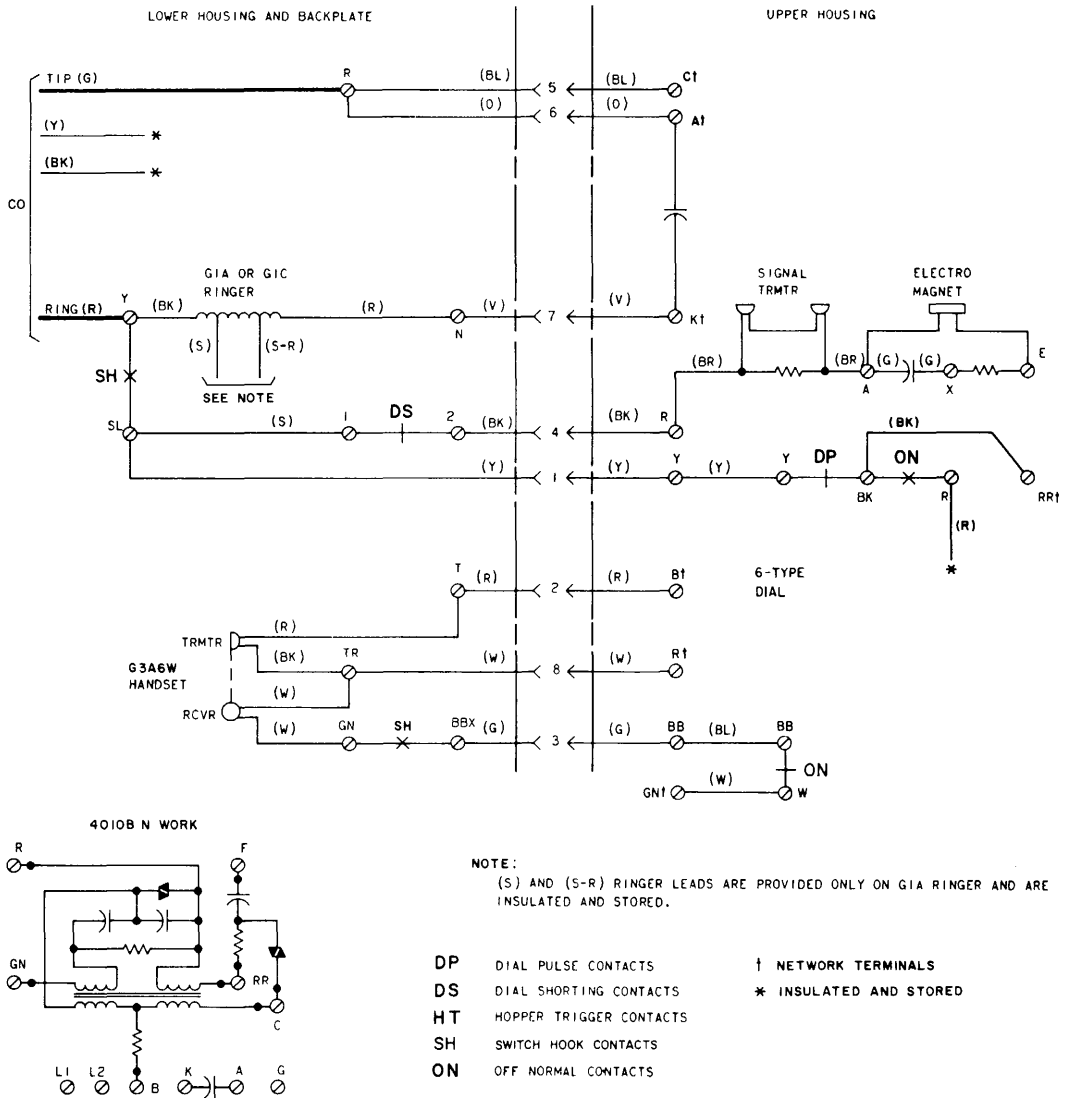 LOWER HOUSING AND BACKPLATE
UPPER HOUSING
TIP (G)
R
(BL)
5
(BL)
C†
(O)
6
(O)
A†
(Y)
*
(BK)
*
CO
GIA OR GIC
RINGER
SIGNAL
TRMTR
ELECTRO
MAGNET
RING (R)
Y
(BK)
(R)
N
(V)
7
(V)
K†
(S)
(S-R)
SEE NOTE
(BR)
(BR)
(G)
(G)
E
A
X
SH
SL
(S)
1
DS
2
(BK)
4
(BK)
R
(BK)
(Y)
1
(Y)
Y
(Y)
Y
DP
BK
ON
R
RR†
(R)
*
T
(R)
2
(R)
B†
6-TYPE
DIAL
(R)
TRMTR
(BK)
TR
(W)
8
(W)
R†
G3A6W
HANDSET
(W)
RCVR
(W)
GN
SH
BBX
(G)
3
(G)
BB
(BL)
BB
ON
GN†
(W)
W
4010B N WORK
R
F
GN
RR
C
L1
L2
B
K
A
G
NOTE:
(S) AND (S-R) RINGER LEADS ARE PROVIDED ONLY ON GIA RINGER AND ARE
INSULATED AND STORED.
DP DIAL PULSE CONTACTS
† NETWORK TERMINALS
DS DIAL SHORTING CONTACTS
* INSULATED AND STORED
HT HOPPER TRIGGER CONTACTS
SH SWITCH HOOK CONTACTS
ON OFF NORMAL CONTACTS